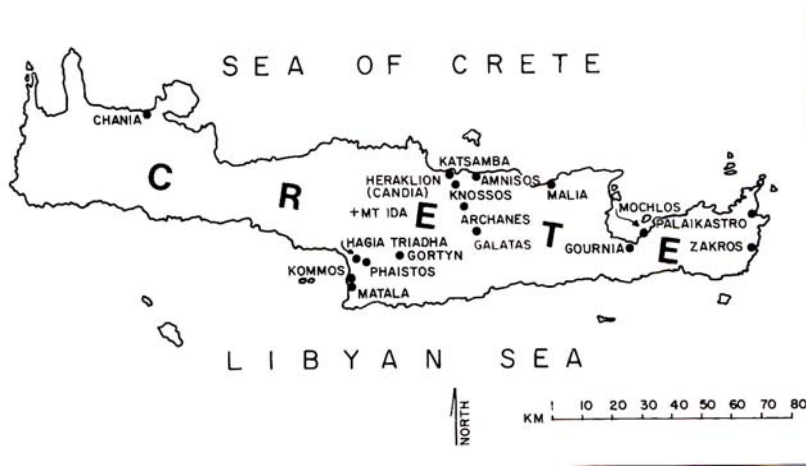 SEA OF CRETE
CHANIA
C R E T E
KATSAMBA
HERAKLION
(CANDIA)
AMNISOS
KNOSSOS
MALIA
+MT IDA
ARCHANES
GALATAS
MOCHLOS
PALAIKASTRO
GOURNIA
ZAKROS
HAGIA TRIADHA
GORTYN
PHAISTOS
KOMMOS
MATALA
LIBYAN SEA
NORTH
KM 1 10 20 30 40 50 60 70 80